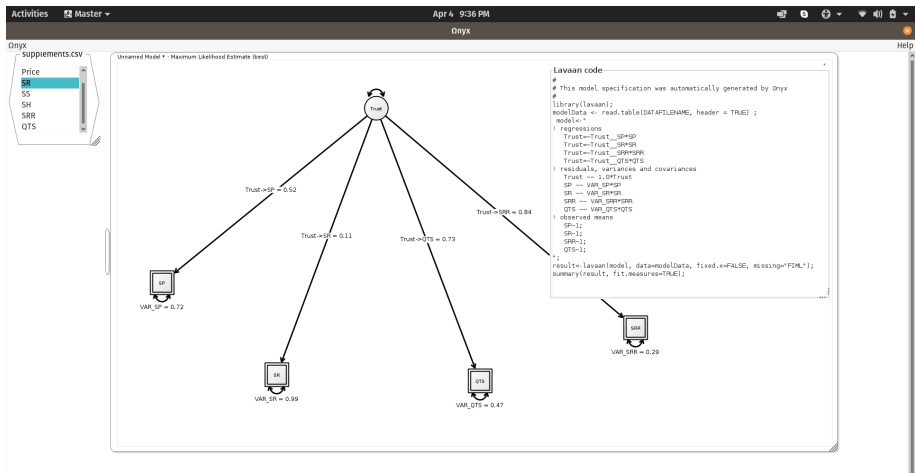 Activities
Master
Apr 4 9:36 PM
Onyx
Onyx
Help
supplements.csv
Price
SR
SS
SH
SRR
QTS
Unnamed Model * - Maximum Likelihood Estimate (best)
Trust
Trust->SP = 0.52
Trust->SR = 0.11
Trust->QTS = 0.73
Trust->SRR = 0.84
SP
VAR_SP = 0.72
SR
VAR_SR = 0.99
QTS
VAR_QTS = 0.47
SRR
VAR_SRR = 0.29
Lavaan code
#
# This model specification was automatically generated by Onyx
#
library(lavaan);
modelData <- read.table(DATAFILENAME, header = TRUE) ;
model<-"
! regressions
Trust=~Trust__SP*SP
Trust=~Trust__SR*SR
Trust=~Trust__SRR*SRR
Trust=~Trust__QTS*QTS
! residuals, variances and covariances
Trust ~~ 1.0*Trust
SP ~~ VAR_SP*SP
SR ~~ VAR_SR*SR
SRR ~~ VAR_SRR*SRR
QTS ~~ VAR_QTS*QTS
! observed means
SP~1;
SR~1;
SRR~1;
QTS~1;
";
result<-lavaan(model, data=modelData, fixed.x=FALSE, missing="FIML");
summary(result, fit.measures=TRUE);